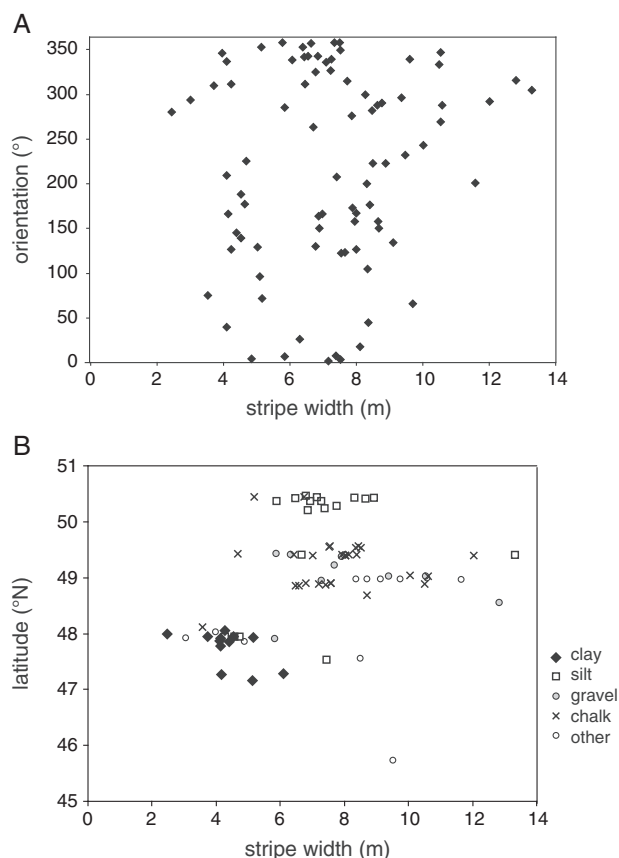 A
350
300
250
200
150
100
50
0
orientation (°)
0 2 4 6 8 10 12 14
stripe width (m)
B
51
50
49
48
47
46
45
latitude (°N)
0 2 4 6 8 10 12 14
stripe width (m)
clay
silt
gravel
chalk
other